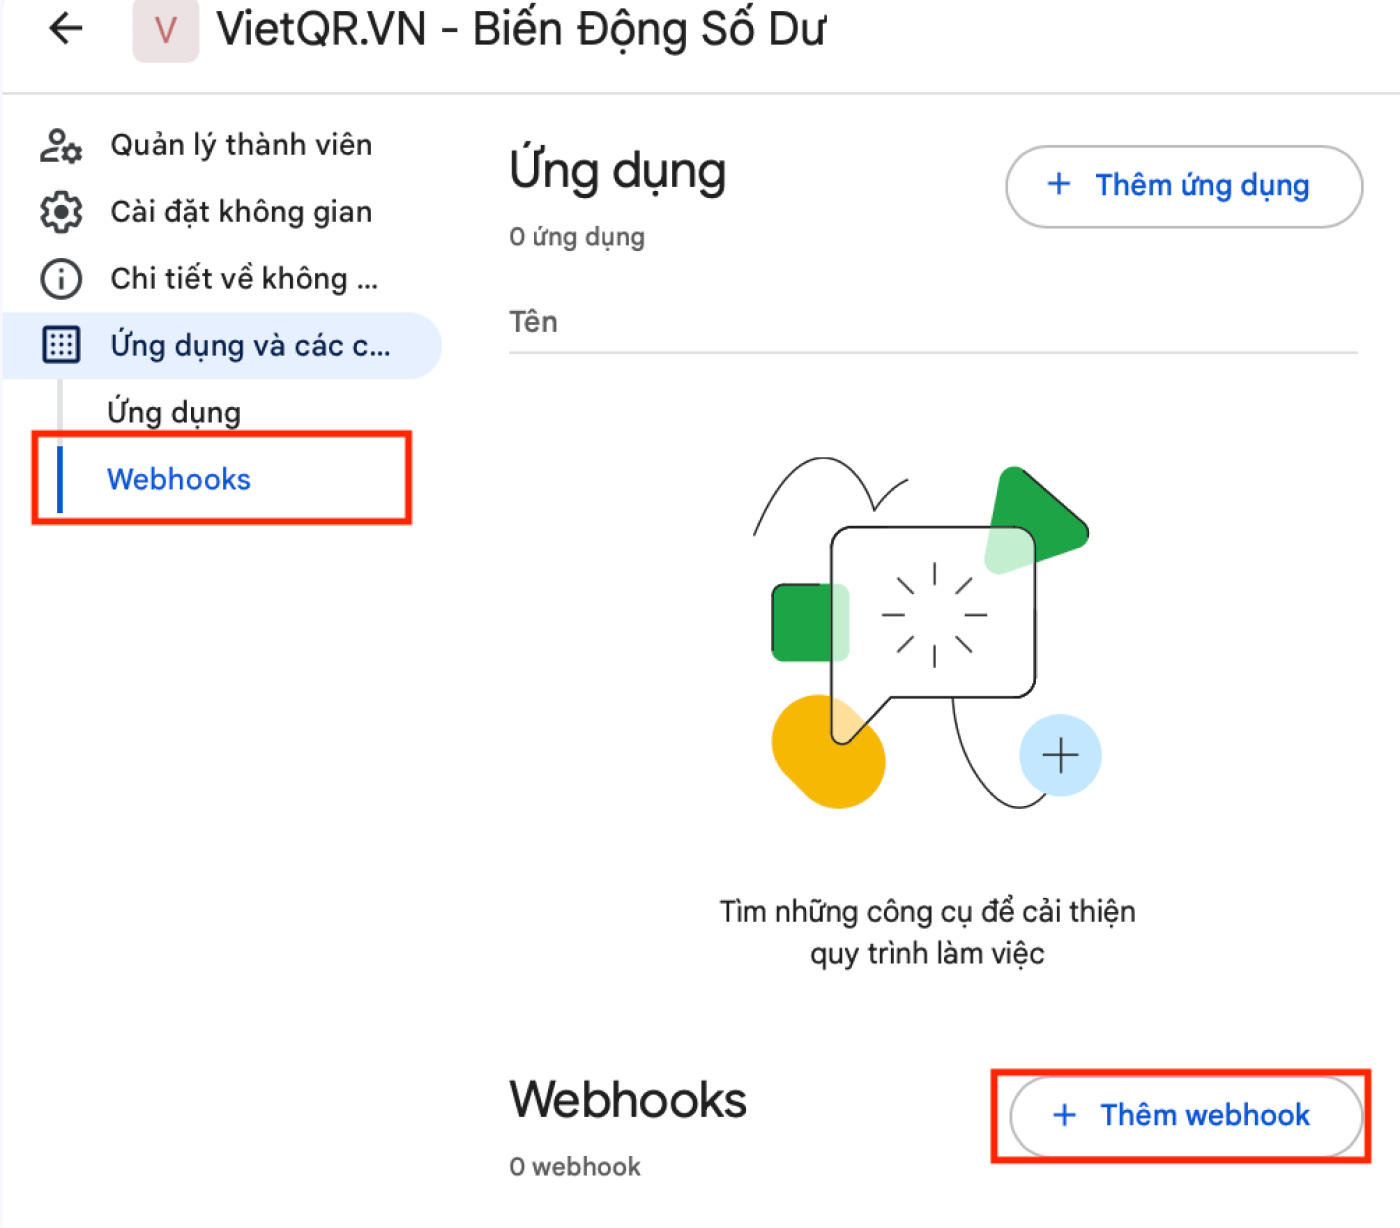 V VietQR.VN - Biến Động Số Dư
Quản lý thành viên
Cài đặt không gian
Chi tiết về không ...
Ứng dụng và các c...
Ứng dụng
Webhooks
Ứng dụng
+ Thêm ứng dụng
0 ứng dụng
Tên
Tìm những công cụ để cải thiện
quy trình làm việc
Webhooks
+ Thêm webhook
0 webhook